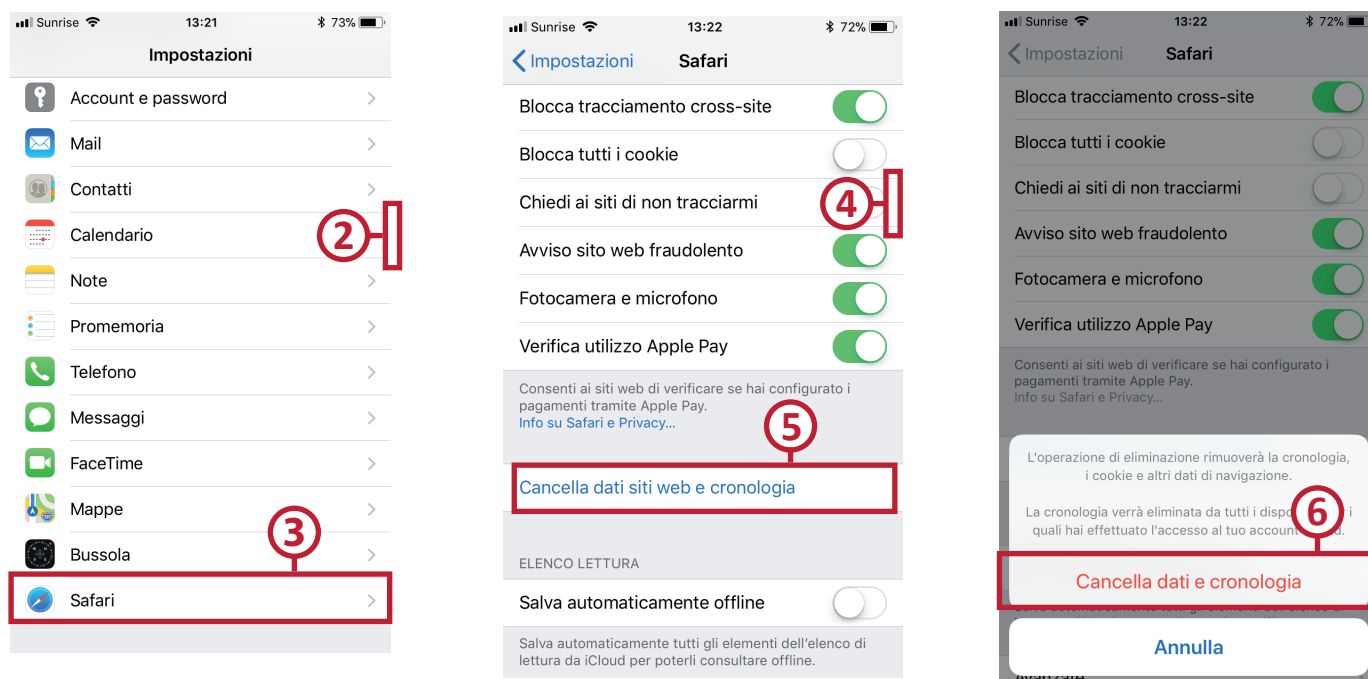 Sunrise 13:21 73%
Impostazioni
Account e password
Mail
Contatti
Calendario
2
Note
Promemoria
Telefono
Messaggi
FaceTime
Mappe
Bussola
3
Safari
Sunrise 13:22 72%
Impostazioni Safari
Blocca tracciamento cross-site
Blocca tutti i cookie
Chiedi ai siti di non tracciarmi
4
Avviso sito web fraudolento
Fotocamera e microfono
Verifica utilizzo Apple Pay
Consenti ai siti web di verificare se hai configurato i
pagamenti tramite Apple Pay.
Info su Safari e Privacy...
5
Cancella dati siti web e cronologia
ELENCO LETTURA
Salva automaticamente offline
Salva automaticamente tutti gli elementi dell'elenco di
lettura da iCloud per poterli consultare offline.
Sunrise 13:22 72%
Impostazioni Safari
Blocca tracciamento cross-site
Blocca tutti i cookie
Chiedi ai siti di non tracciarmi
Avviso sito web fraudolento
Fotocamera e microfono
Verifica utilizzo Apple Pay
Consenti ai siti web di verificare se hai configurato i
pagamenti tramite Apple Pay.
Info su Safari e Privacy...
L'operazione di eliminazione rimuoverà la cronologia,
i cookie e altri dati di navigazione.
La cronologia verrà eliminata da tutti i i
quali hai effettuato l'accesso al tuo account
6
Cancella dati e cronologia
Annulla